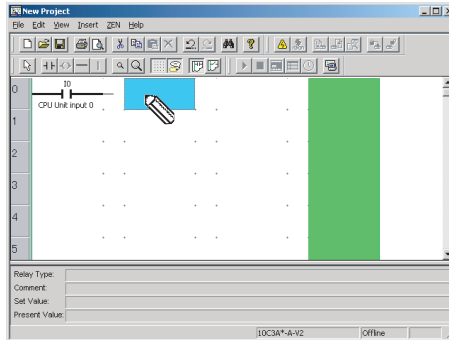 New Project
File Edit View Insert ZEN Help
0
I0
CPU Unit input 0
1
2
3
4
5
Relay Type:
Comment:
Set Value:
Present Value:
10C3A*-A-V2
Offline